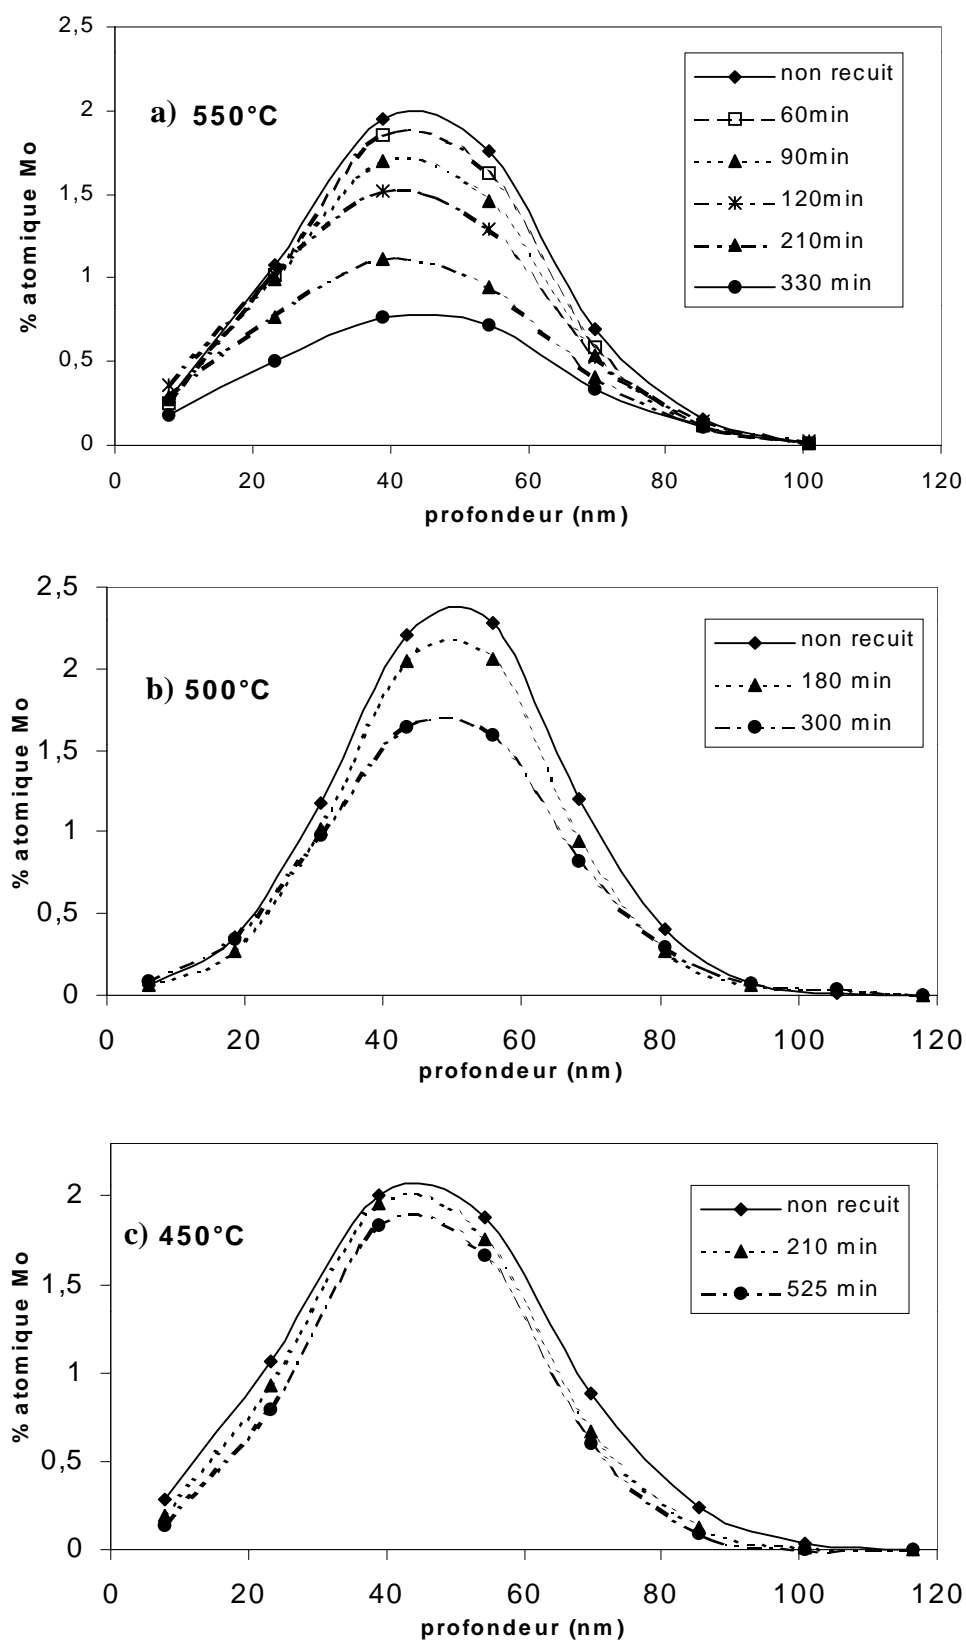 2,5
2
1,5
1
0,5
0
% atomique Mo
a) 550°C
non recuit
60min
90min
120min
210min
330 min
0 20 40 60 80 100 120
profondeur (nm)
2,5
2
1,5
1
0,5
0
% atomique Mo
b) 500°C
non recuit
180 min
300 min
0 20 40 60 80 100 120
profondeur (nm)
2
1,5
1
0,5
0
% atomique Mo
c) 450°C
non recuit
210 min
525 min
0 20 40 60 80 100 120
profondeur (nm)